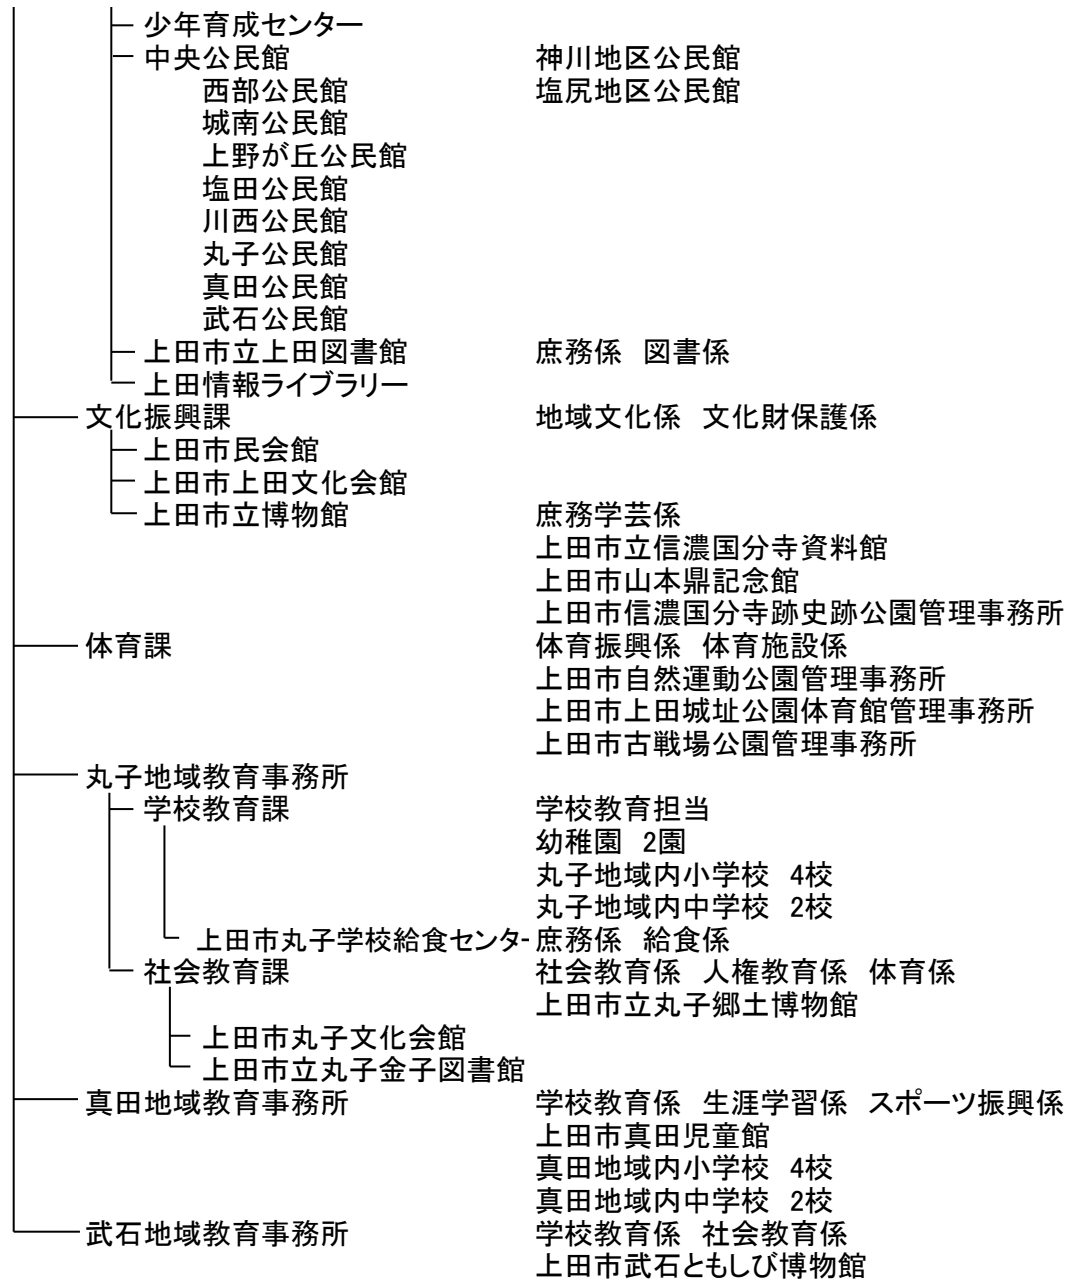 少年育成センター
中央公民館 神川地区公民館
西部公民館 塩尻地区公民館
城南公民館
上野が丘公民館
塩田公民館
川西公民館
丸子公民館
真田公民館
武石公民館
上田市立上田図書館 庶務係 図書係
上田情報ライブラリー
文化振興課 地域文化係 文化財保護係
上田市民会館
上田市上田文化会館
上田市立博物館 庶務学芸係
上田市立信濃国分寺資料館
上田市山本鼎記念館
上田市信濃国分寺跡史跡公園管理事務所
体育課 体育振興係 体育施設係
上田市自然運動公園管理事務所
上田市上田城址公園体育館管理事務所
上田市古戦場公園管理事務所
丸子地域教育事務所
学校教育課 学校教育担当
幼稚園 2園
丸子地域内小学校 4校
丸子地域内中学校 2校
上田市丸子学校給食センター 庶務係 給食係
社会教育課 社会教育係 人権教育係 体育係
上田市立丸子郷土博物館
上田市丸子文化会館
上田市立丸子金子図書館
真田地域教育事務所 学校教育係 生涯学習係 スポーツ振興係
上田市真田児童館
真田地域内小学校 4校
真田地域内中学校 2校
武石地域教育事務所 学校教育係 社会教育係
上田市武石ともしび博物館